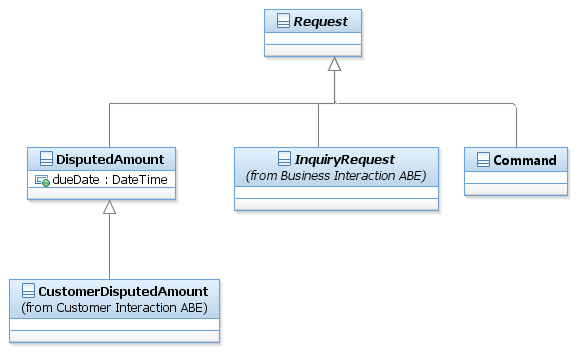 Request
DisputedAmount
dueDate : DateTime
InquiryRequest
(from Business Interaction ABE)
Command
CustomerDisputedAmount
(from Customer Interaction ABE)